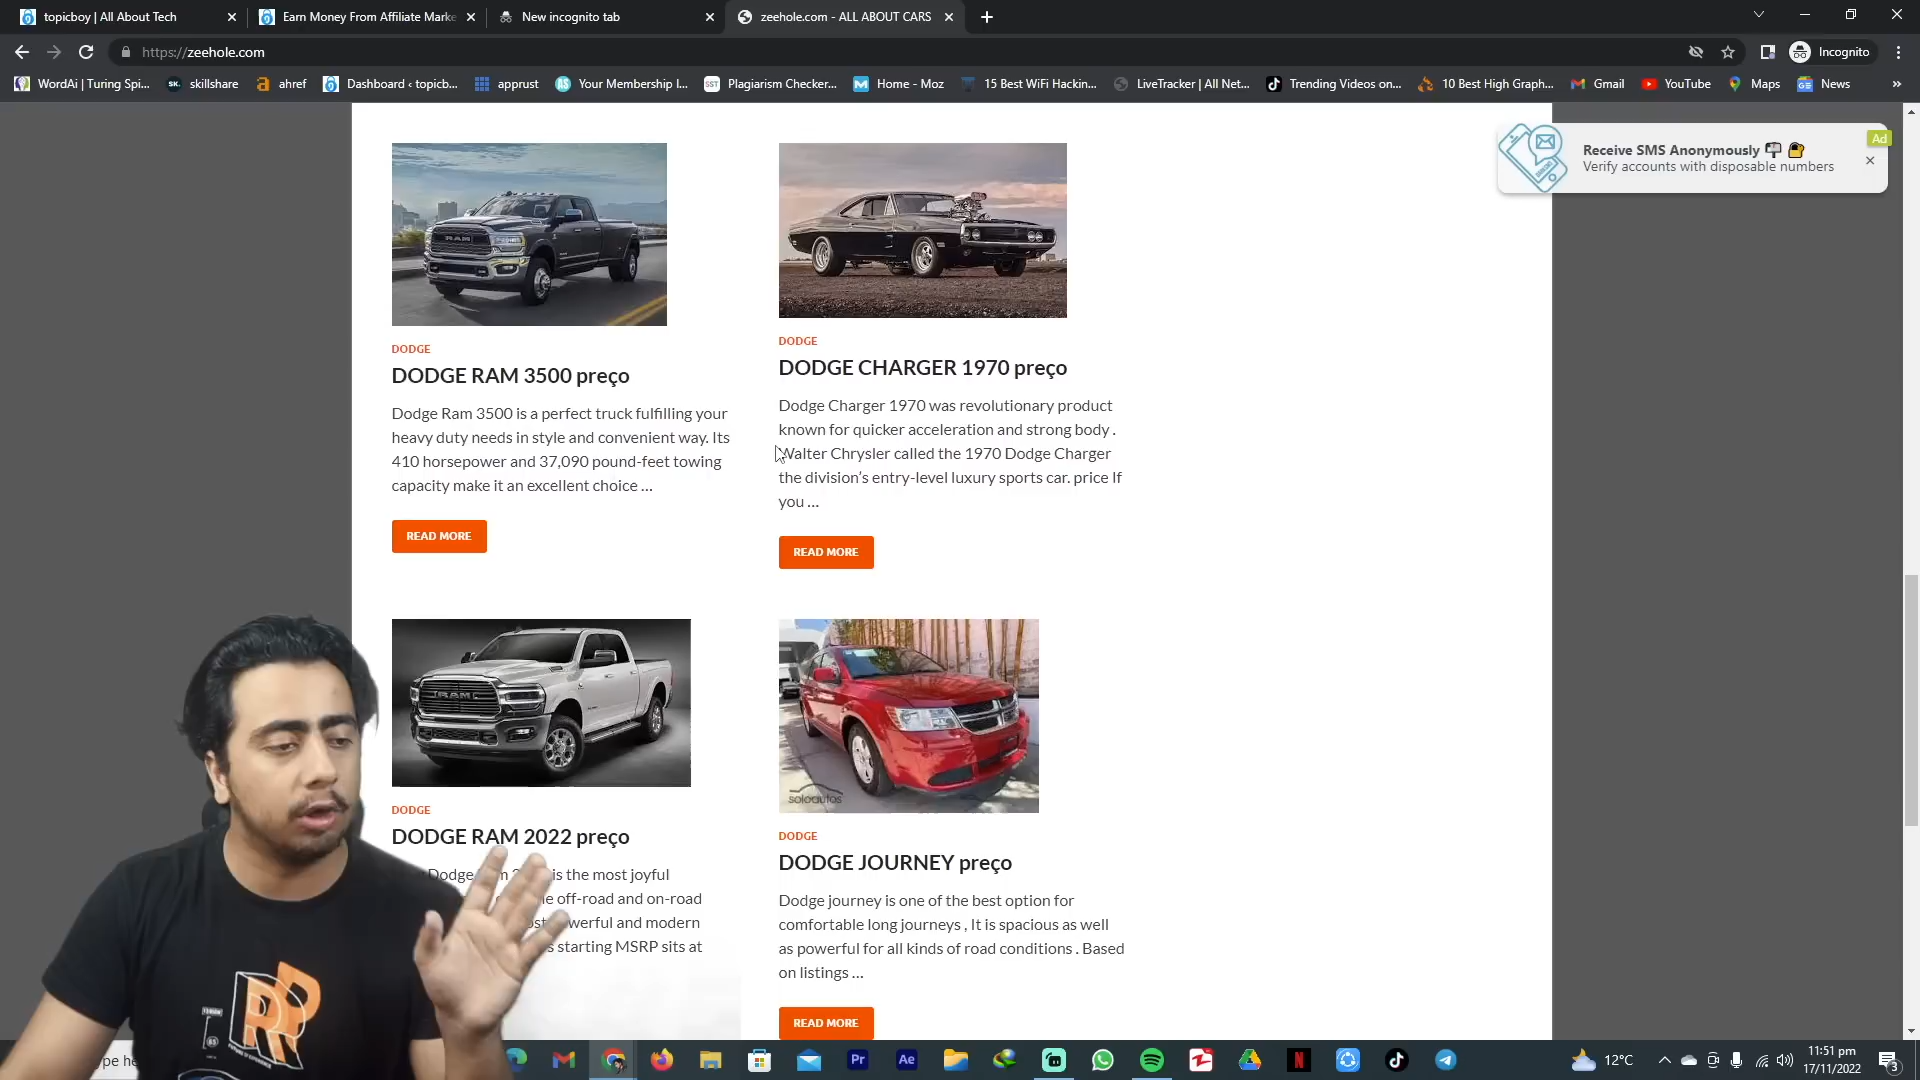 topicboy | All About Tech
Earn Money From Affiliate Marke
New incognito tab
zeehole.com - ALL ABOUT CARS
https://zeehole.com
Incognito
WordAi | Turing Spi...
skillshare
ahref
Dashboard ‹ topicb...
apprust
Your Membership I...
Plagiarism Checker...
Home - Moz
15 Best WiFi Hackin...
LiveTracker | All Net...
Trending Videos on...
10 Best High Graph...
Gmail
YouTube
Maps
News
»
Ad
Receive SMS Anonymously
Verify accounts with disposable numbers
RAM
DODGE
DODGE RAM 3500 preço
Dodge Ram 3500 is a perfect truck fulfilling your
heavy duty needs in style and convenient way. Its
410 horsepower and 37,090 pound-feet towing
capacity make it an excellent choice ...
READ MORE
DODGE
DODGE CHARGER 1970 preço
Dodge Charger 1970 was revolutionary product
known for quicker acceleration and strong body .
Walter Chrysler called the 1970 Dodge Charger
the division's entry-level luxury sports car. price If
you ...
READ MORE
RAM
DODGE
DODGE RAM 2022 preço
Dodge is the most joyful
off-road and on-road
powerful and modern
starting MSRP sits at
soloautos
DODGE
DODGE JOURNEY preço
Dodge journey is one of the best option for
comfortable long journeys , It is spacious as well
as powerful for all kinds of road conditions . Based
on listings ...
READ MORE
Pr
Ae
N
12°C
11:51 pm
17/11/2022
3